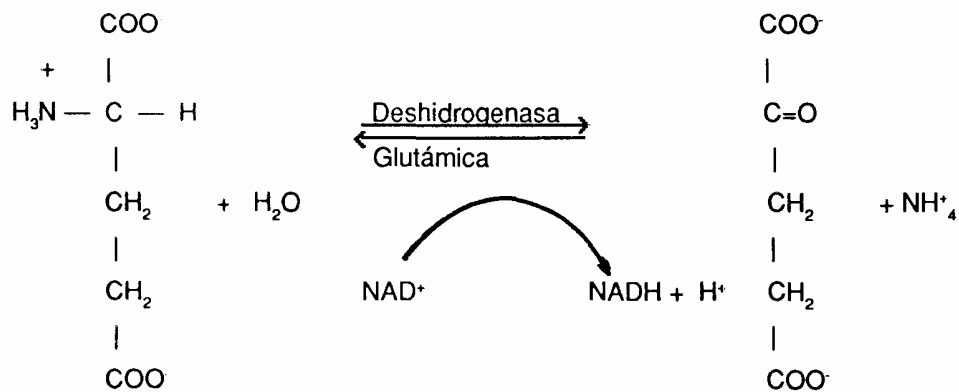 COO COO⁻
+ | |
H₃N — C — H Deshidrogenasa C=O
| Glutámica |
CH₂ + H₂O CH₂ + NH⁺₄
| |
CH₂ NAD⁺ NADH + H⁺ CH₂
| |
COO COO⁻